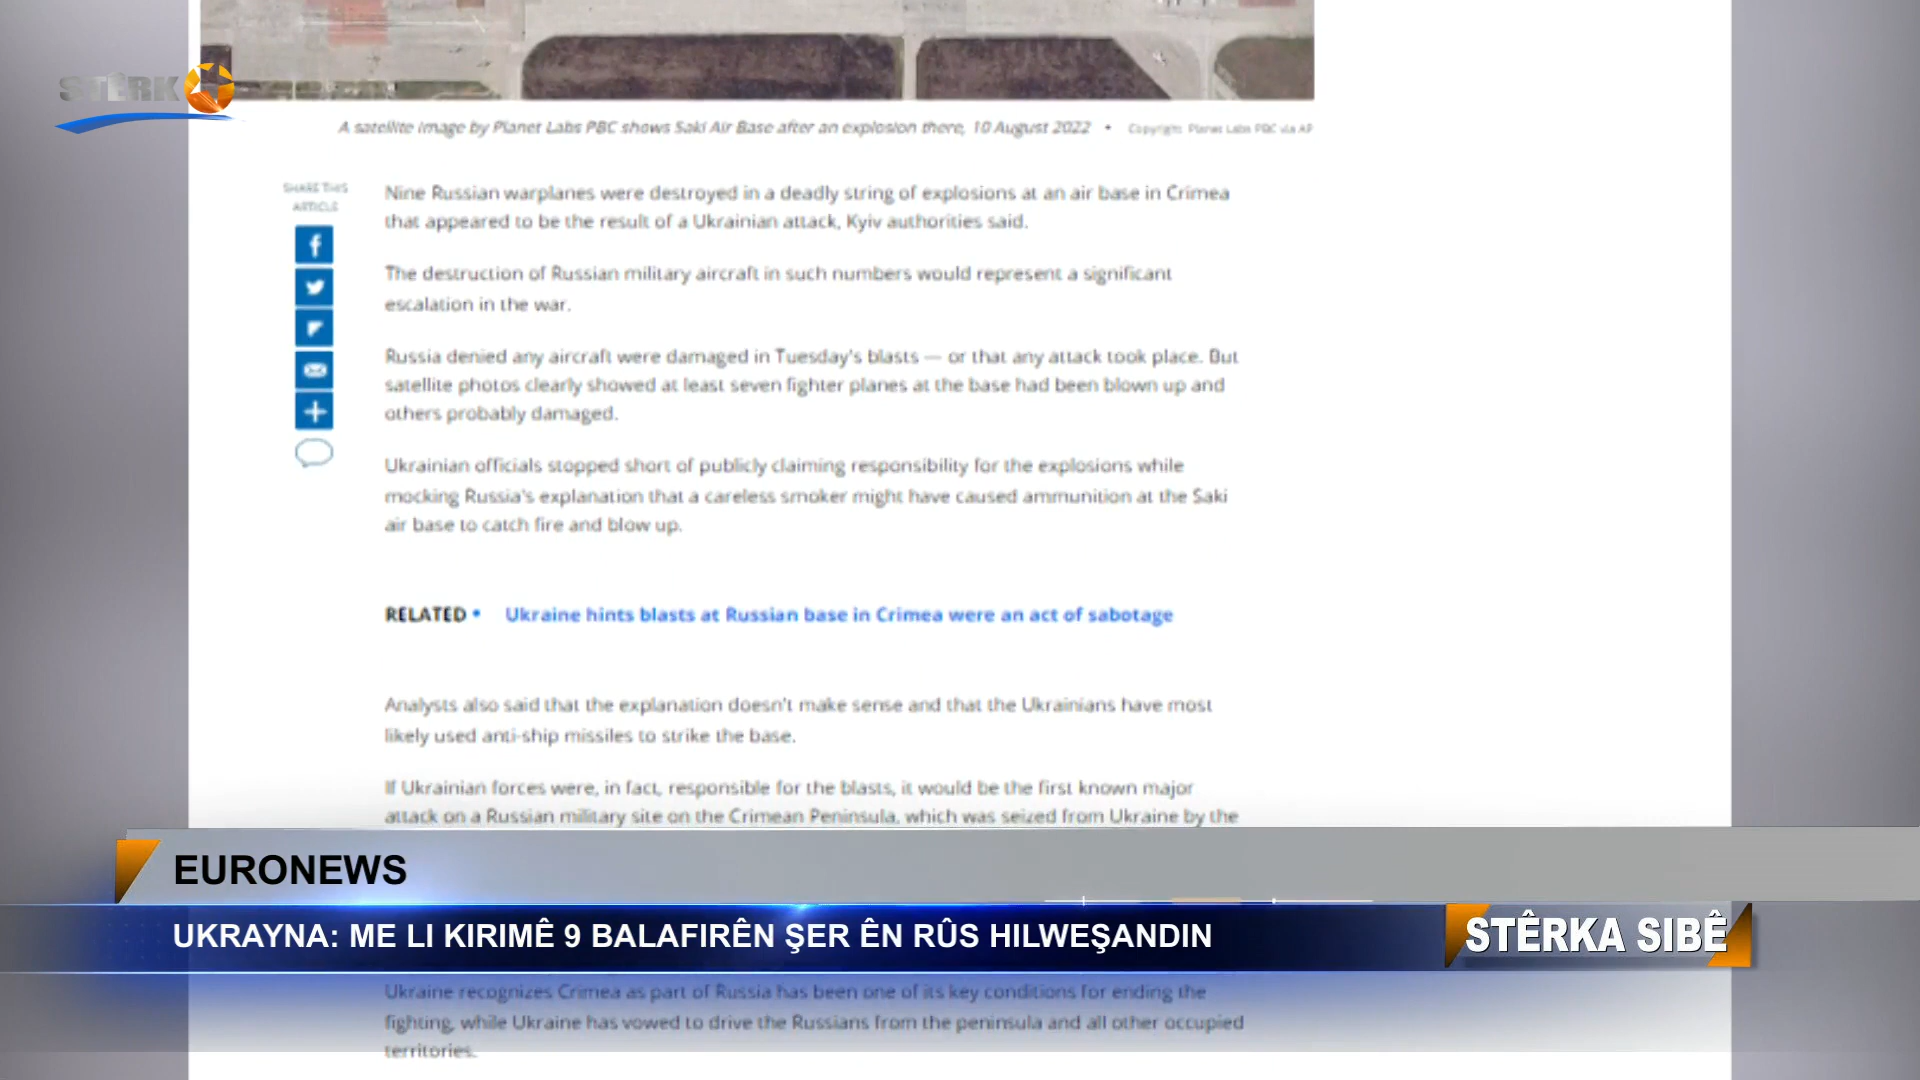 STÊRK
A satellite image by Planet Labs PBC shows Saki Air Base after an explosion there, 10 August 2022 • Copyright Planet Labs PBC via AP
SHARE THIS
ARTICLE
Nine Russian warplanes were destroyed in a deadly string of explosions at an air base in Crimea
that appeared to be the result of a Ukrainian attack, Kyiv authorities said.
The destruction of Russian military aircraft in such numbers would represent a significant
escalation in the war.
Russia denied any aircraft were damaged in Tuesday's blasts — or that any attack took place. But
satellite photos clearly showed at least seven fighter planes at the base had been blown up and
others probably damaged.
Ukrainian officials stopped short of publicly claiming responsibility for the explosions while
mocking Russia's explanation that a careless smoker might have caused ammunition at the Saki
air base to catch fire and blow up.
RELATED • Ukraine hints blasts at Russian base in Crimea were an act of sabotage
Analysts also said that the explanation doesn't make sense and that the Ukrainians have most
likely used anti-ship missiles to strike the base.
If Ukrainian forces were, in fact, responsible for the blasts, it would be the first known major
attack on a Russian military site on the Crimean Peninsula, which was seized from Ukraine by the
EURONEWS
UKRAYNA: ME LI KIRIMÊ 9 BALAFIRÊN ŞER ÊN RÛS HILWEŞANDIN
STÊRKA SIBÊ
Ukraine recognizes Crimea as part of Russia has been one of its key conditions for ending the
fighting, while Ukraine has vowed to drive the Russians from the peninsula and all other occupied
territories.